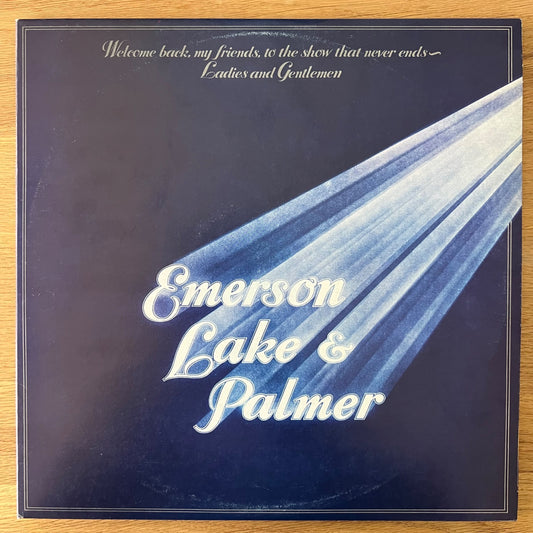 Welcome back, my friends, to the show that never ends~
Ladies and Gentlemen
Emerson
Lake &
Palmer